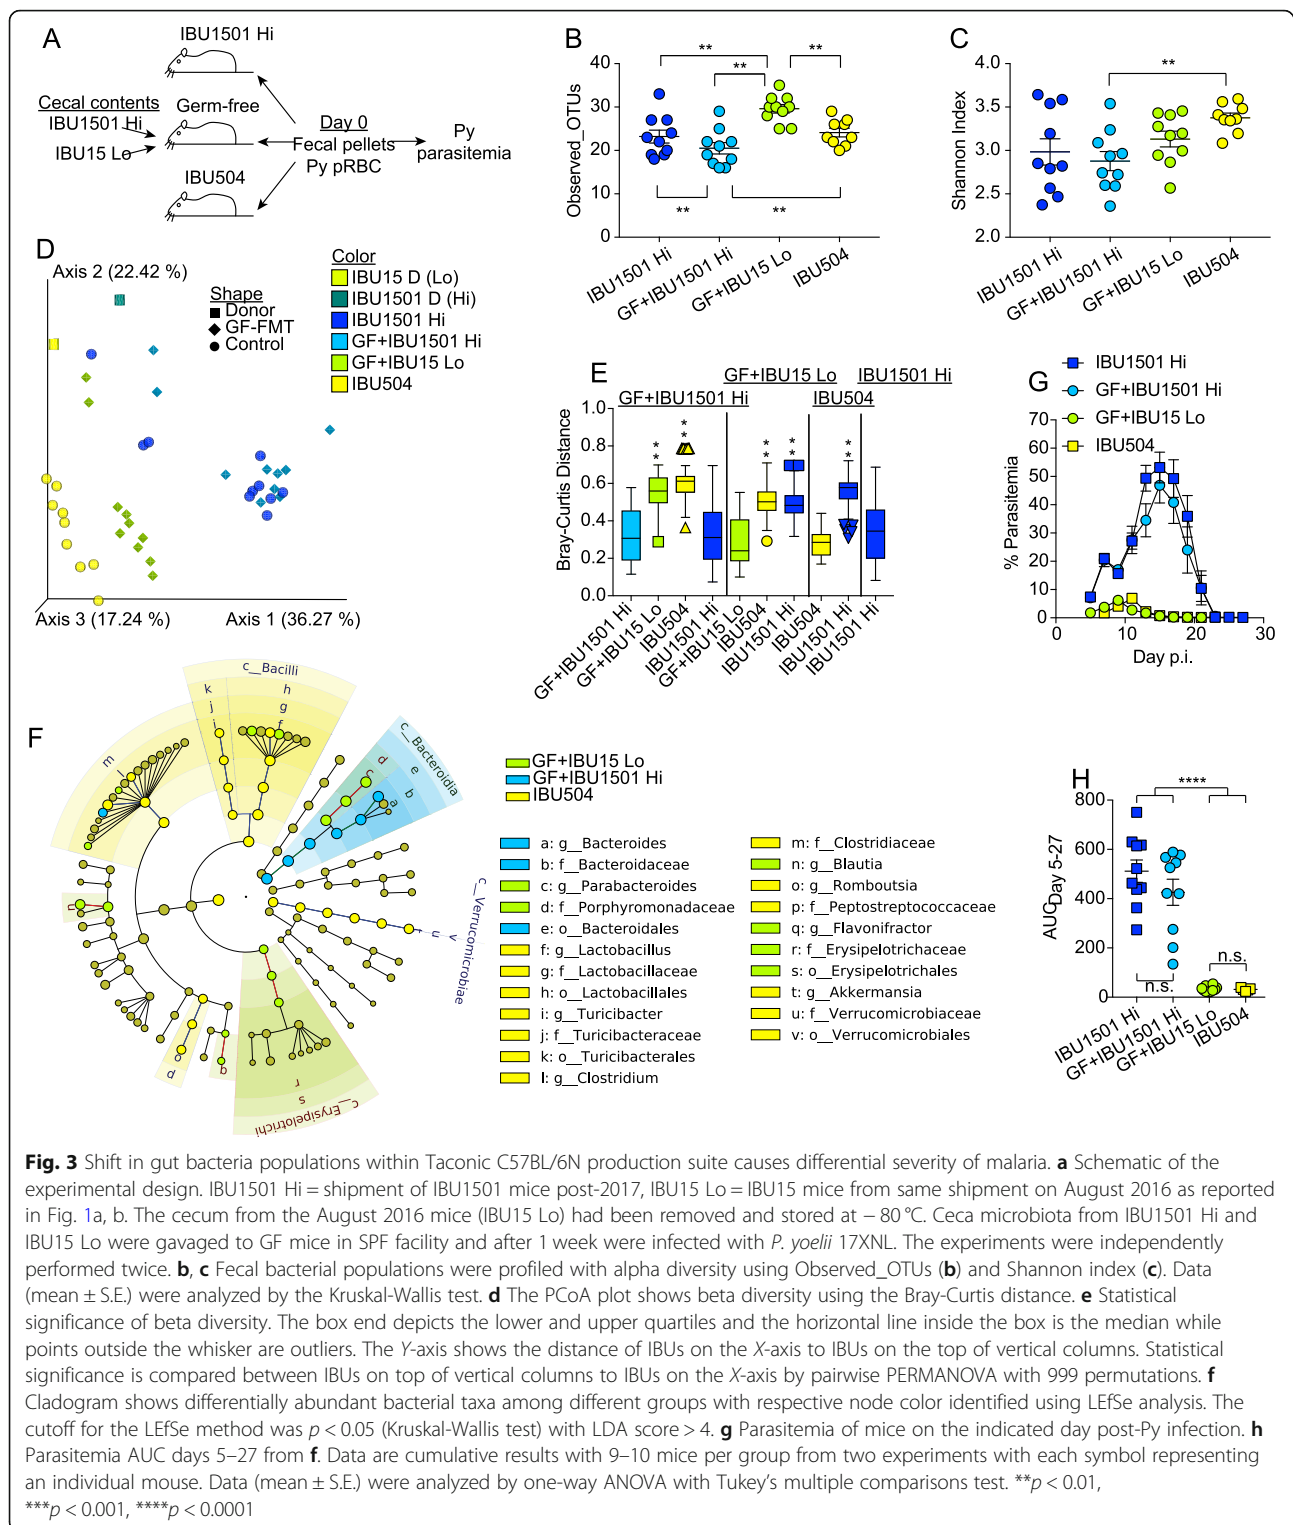 A
IBU1501 Hi
Cecal contents
IBU1501 Hi
IBU15 Lo
Germ-free
Day 0
Fecal pellets
Py pRBC
Py
parasitemia
IBU504
B
Observed_OTUs
40
30
20
10
0
**
**
**
**
**
IBU1501 Hi
GF+IBU1501 Hi
GF+IBU15 Lo
IBU504
C
Shannon Index
4.0
3.5
3.0
2.5
2.0
**
IBU1501 Hi
GF+IBU1501 Hi
GF+IBU15 Lo
IBU504
D
Axis 2 (22.42 %)
Axis 3 (17.24 %)
Axis 1 (36.27 %)
Shape
Donor
GF-FMT
Control
Color
IBU15 D (Lo)
IBU1501 D (Hi)
IBU1501 Hi
GF+IBU1501 Hi
GF+IBU15 Lo
IBU504
E
GF+IBU1501 Hi
GF+IBU15 Lo
IBU504
IBU1501 Hi
Bray-Curtis Distance
1.0
0.8
0.6
0.4
0.2
0.0
**
**
**
**
**
GF+IBU1501 Hi
GF+IBU15 Lo
IBU504
IBU1501 Hi
GF+IBU15 Lo
IBU504
IBU1501 Hi
IBU504
IBU1501 Hi
IBU1501 Hi
G
IBU1501 Hi
GF+IBU1501 Hi
GF+IBU15 Lo
IBU504
% Parasitemia
70
60
50
40
30
20
10
0
0
10
20
30
Day p.i.
F
c__Bacilli
k
h
j
g
i
f
m
l
c__Bacteroidia
d
c
e
b
a
c__Verrucomicrobiae
v
u
t
n
o
p
q
r
s
c__Erysipelotrichi
GF+IBU15 Lo
GF+IBU1501 Hi
IBU504
a: g__Bacteroides
b: f__Bacteroidaceae
c: g__Parabacteroides
d: f__Porphyromonadaceae
e: o__Bacteroidales
f: g__Lactobacillus
g: f__Lactobacillaceae
h: o__Lactobacillales
i: g__Turicibacter
j: f__Turicibacteraceae
k: o__Turicibacterales
l: g__Clostridium
m: f__Clostridiaceae
n: g__Blautia
o: g__Romboutsia
p: f__Peptostreptococcaceae
q: g__Flavonifractor
r: f__Erysipelotrichaceae
s: o__Erysipelotrichales
t: g__Akkermansia
u: f__Verrucomicrobiaceae
v: o__Verrucomicrobiales
H
AUC Day 5-27
800
600
400
200
0
****
n.s.
n.s.
IBU1501 Hi
GF+IBU1501 Hi
GF+IBU15 Lo
IBU504
Fig. 3 Shift in gut bacteria populations within Taconic C57BL/6N production suite causes differential severity of malaria. a Schematic of the
experimental design. IBU1501 Hi = shipment of IBU1501 mice post-2017, IBU15 Lo = IBU15 mice from same shipment on August 2016 as reported
in Fig. 1a, b. The cecum from the August 2016 mice (IBU15 Lo) had been removed and stored at − 80 °C. Ceca microbiota from IBU1501 Hi and
IBU15 Lo were gavaged to GF mice in SPF facility and after 1 week were infected with P. yoelii 17XNL. The experiments were independently
performed twice. b, c Fecal bacterial populations were profiled with alpha diversity using Observed_OTUs (b) and Shannon index (c). Data
(mean ± S.E.) were analyzed by the Kruskal-Wallis test. d The PCoA plot shows beta diversity using the Bray-Curtis distance. e Statistical
significance of beta diversity. The box end depicts the lower and upper quartiles and the horizontal line inside the box is the median while
points outside the whisker are outliers. The Y-axis shows the distance of IBUs on the X-axis to IBUs on the top of vertical columns. Statistical
significance is compared between IBUs on top of vertical columns to IBUs on the X-axis by pairwise PERMANOVA with 999 permutations. f
Cladogram shows differentially abundant bacterial taxa among different groups with respective node color identified using LEfSe analysis. The
cutoff for the LEfSe method was p < 0.05 (Kruskal-Wallis test) with LDA score > 4. g Parasitemia of mice on the indicated day post-Py infection. h
Parasitemia AUC days 5–27 from f. Data are cumulative results with 9–10 mice per group from two experiments with each symbol representing
an individual mouse. Data (mean ± S.E.) were analyzed by one-way ANOVA with Tukey's multiple comparisons test. **p < 0.01,
***p < 0.001, ****p < 0.0001